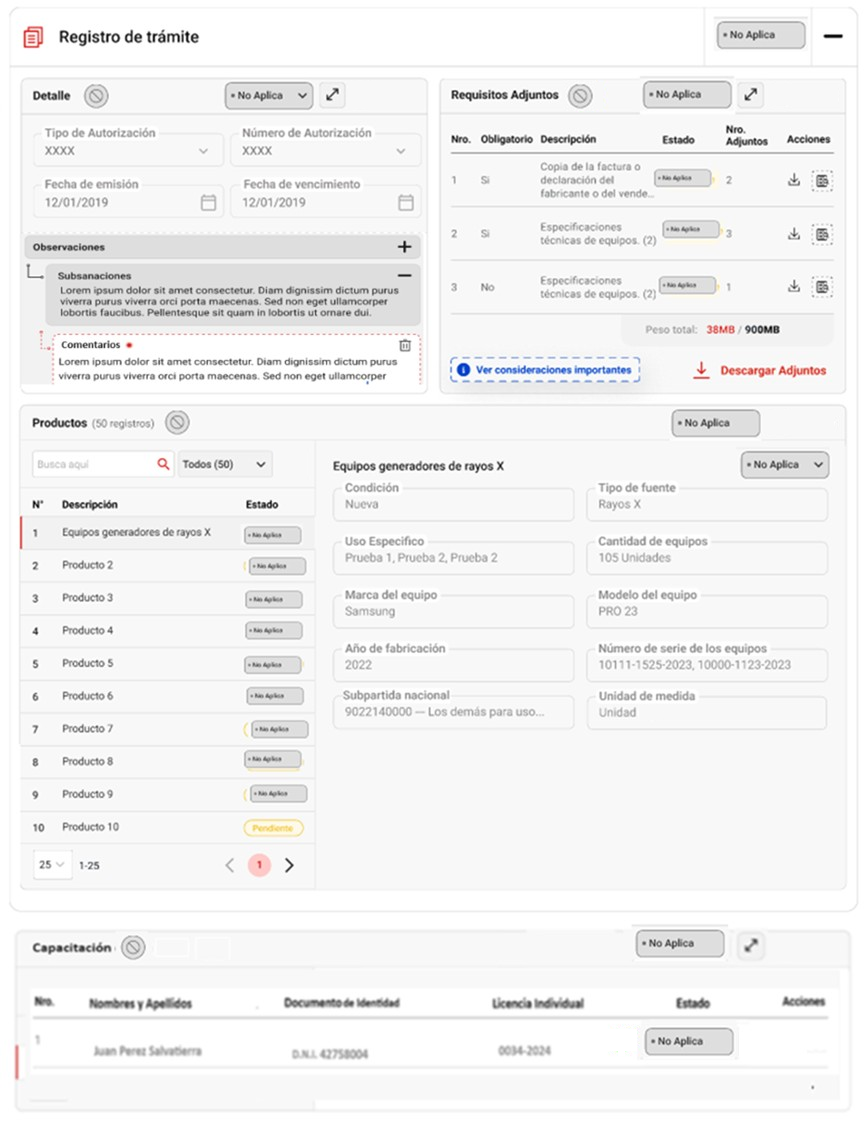 Registro de trámite
• No Aplica
Detalle
• No Aplica
Tipo de Autorización
XXXX
Número de Autorización
XXXX
Fecha de emisión
12/01/2019
Fecha de vencimiento
12/01/2019
Observaciones
Subsanaciones
Lorem ipsum dolor sit amet consectetur. Diam dignissim dictum purus
viverra purus viverra orci porta maecenas. Sed non eget ullamcorper
lobortis faucibus. Pellentesque sit quam in lobortis ut ornare dui.
Comentarios
Lorem ipsum dolor sit amet consectetur. Diam dignissim dictum purus
viverra purus viverra orci porta maecenas. Sed non eget ullamcorper
Requisitos Adjuntos
• No Aplica
Nro. Obligatorio Descripción Estado Nro. Adjuntos Acciones
1 Si Copia de la factura o
declaración del
fabricante o del vende...
• No Aplica 2
2 Si Especificaciones
técnicas de equipos. (2)
• No Aplica 3
3 No Especificaciones
técnicas de equipos. (2)
• No Aplica 1
Peso total: 38MB / 900MB
Ver consideraciones importantes
Descargar Adjuntos
Productos (50 registros)
• No Aplica
Busca aquí
Todos (50)
N° Descripción Estado
1 Equipos generadores de rayos X • No Aplica
2 Producto 2 • No Aplica
3 Producto 3 • No Aplica
4 Producto 4 • No Aplica
5 Producto 5 • No Aplica
6 Producto 6 • No Aplica
7 Producto 7 • No Aplica
8 Producto 8 • No Aplica
9 Producto 9 • No Aplica
10 Producto 10 Pendiente
25 1-25 1
Equipos generadores de rayos X
• No Aplica
Condición
Nueva
Tipo de fuente
Rayos X
Uso Especifico
Prueba 1, Prueba 2, Prueba 2
Cantidad de equipos
105 Unidades
Marca del equipo
Samsung
Modelo del equipo
PRO 23
Año de fabricación
2022
Número de serie de los equipos
10111-1525-2023, 10000-1123-2023
Subpartida nacional
9022140000 — Los demás para uso...
Unidad de medida
Unidad
Capacitación
• No Aplica
Nro. Nombres y Apellidos Documento de Identidad Licencia Individual Estado Acciones
1 Juan Perez Salvatierra D.N.I. 42758004 0034-2024 • No Aplica